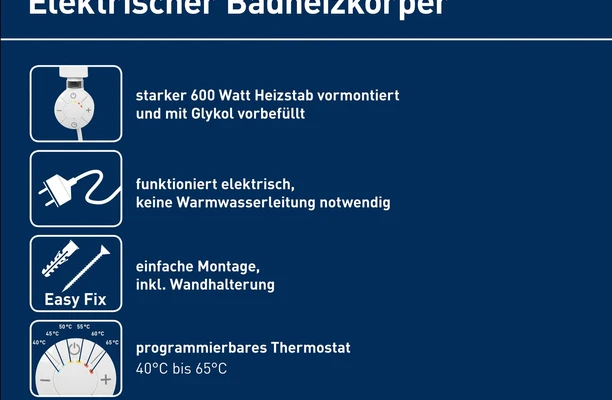 Elektrischer Badheizkörper
starker 600 Watt Heizstab vormontiert
und mit Glykol vorbefüllt
funktioniert elektrisch,
keine Warmwasserleitung notwendig
einfache Montage,
inkl. Wandhalterung
Easy Fix
programmierbares Thermostat
40°C bis 65°C
40°C 45°C 50°C 55°C 60°C 65°C